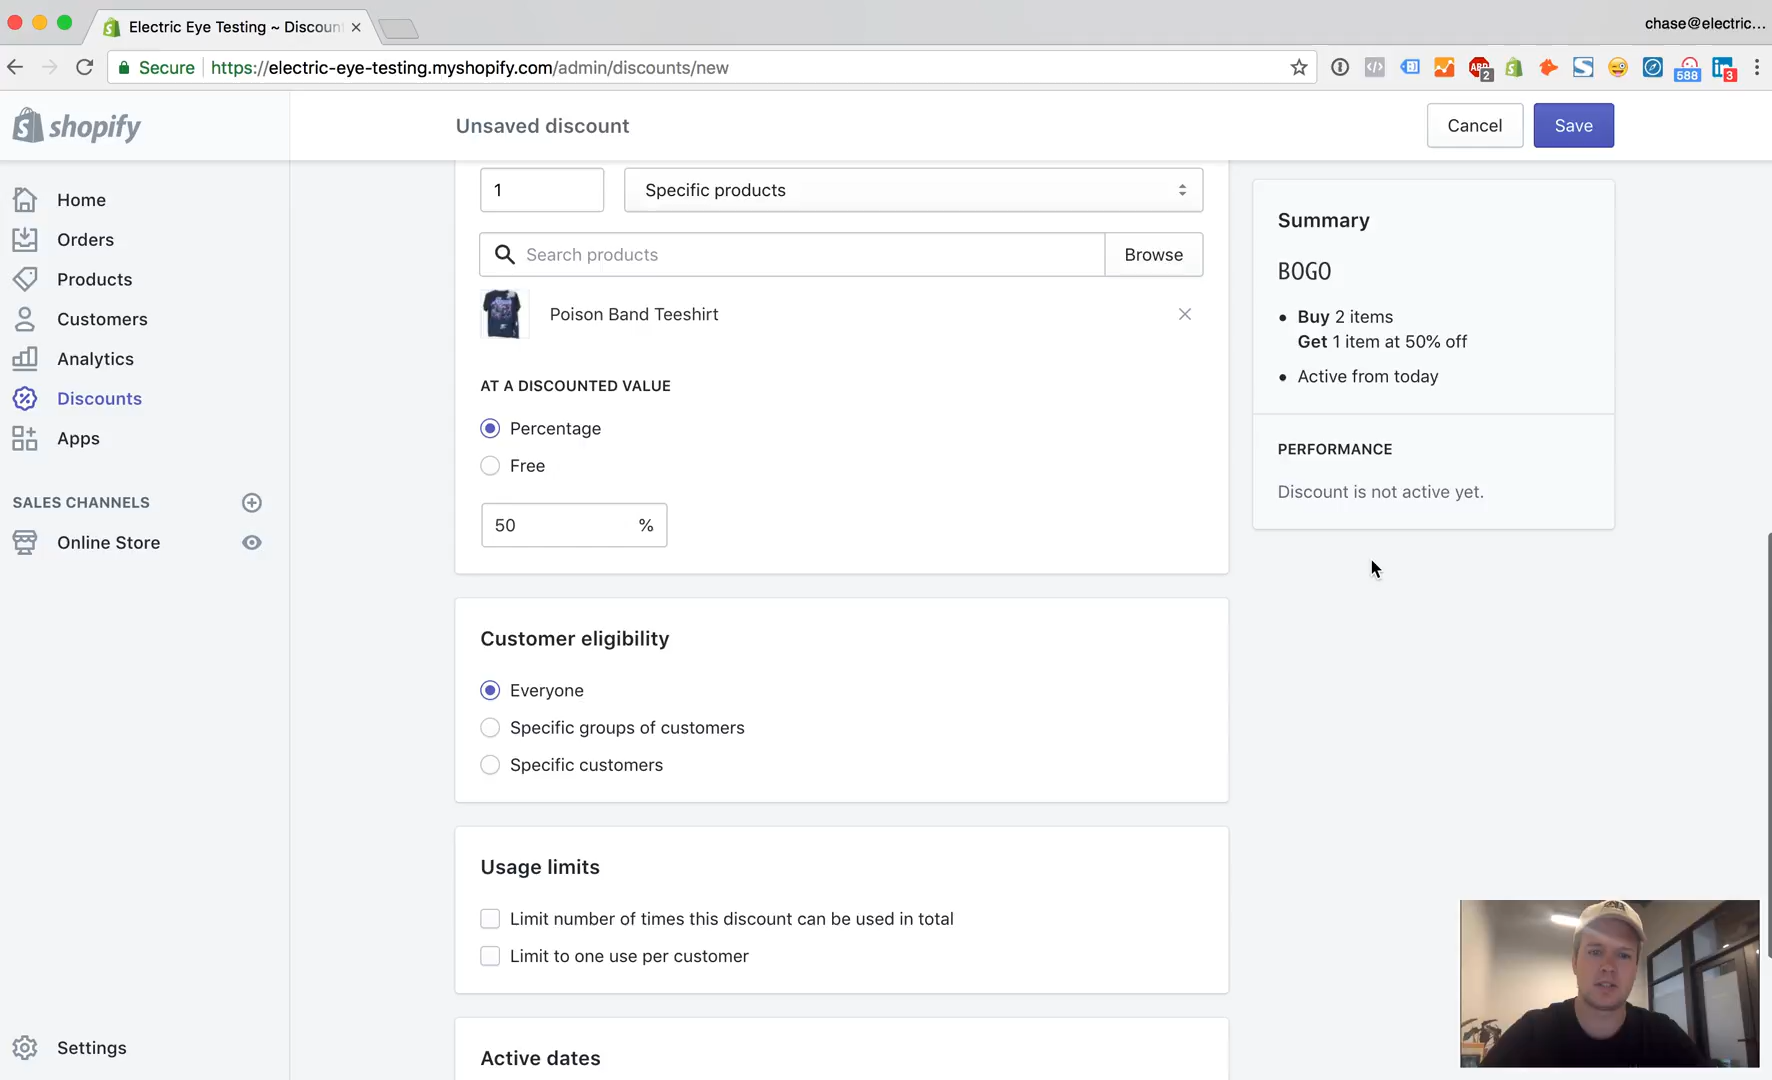 Electric Eye Testing ~ Discoun
chase@electric...
Secure
https://electric-eye-testing.myshopify.com/admin/discounts/new
ABP
2
31
588
3
shopify
Unsaved discount
Cancel
Save
Home
Orders
Products
Customers
Analytics
Discounts
Apps
SALES CHANNELS
Online Store
Settings
1
Specific products
Search products
Browse
Poison Band Teeshirt
AT A DISCOUNTED VALUE
Percentage
Free
50 %
Customer eligibility
Everyone
Specific groups of customers
Specific customers
Usage limits
Limit number of times this discount can be used in total
Limit to one use per customer
Active dates
Summary
BOGO
Buy 2 items
Get 1 item at 50% off
Active from today
PERFORMANCE
Discount is not active yet.